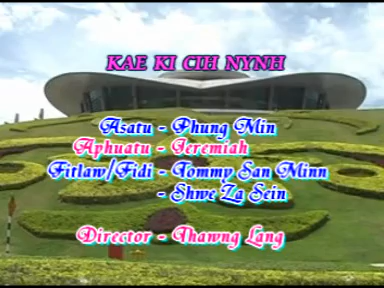 KAE KI CIH NYNH
Asatu - Phung Min
Aphuatu - Jeremiah
Fitlaw/Fidi - Tommy San Minn
- Shwe Za Sein
Director - Thawng Lang